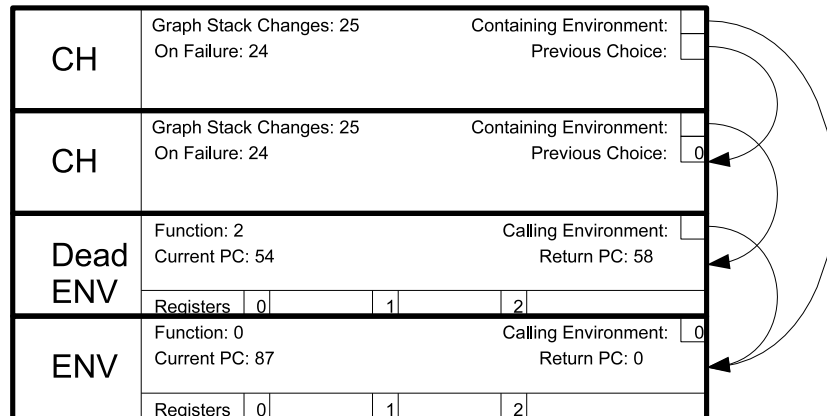 CH
Graph Stack Changes: 25 Containing Environment:
On Failure: 24 Previous Choice:
CH
Graph Stack Changes: 25 Containing Environment:
On Failure: 24 Previous Choice: 0
Dead
ENV
Function: 2 Calling Environment:
Current PC: 54 Return PC: 58
Registers 0 1 2
ENV
Function: 0 Calling Environment: 0
Current PC: 87 Return PC: 0
Registers 0 1 2